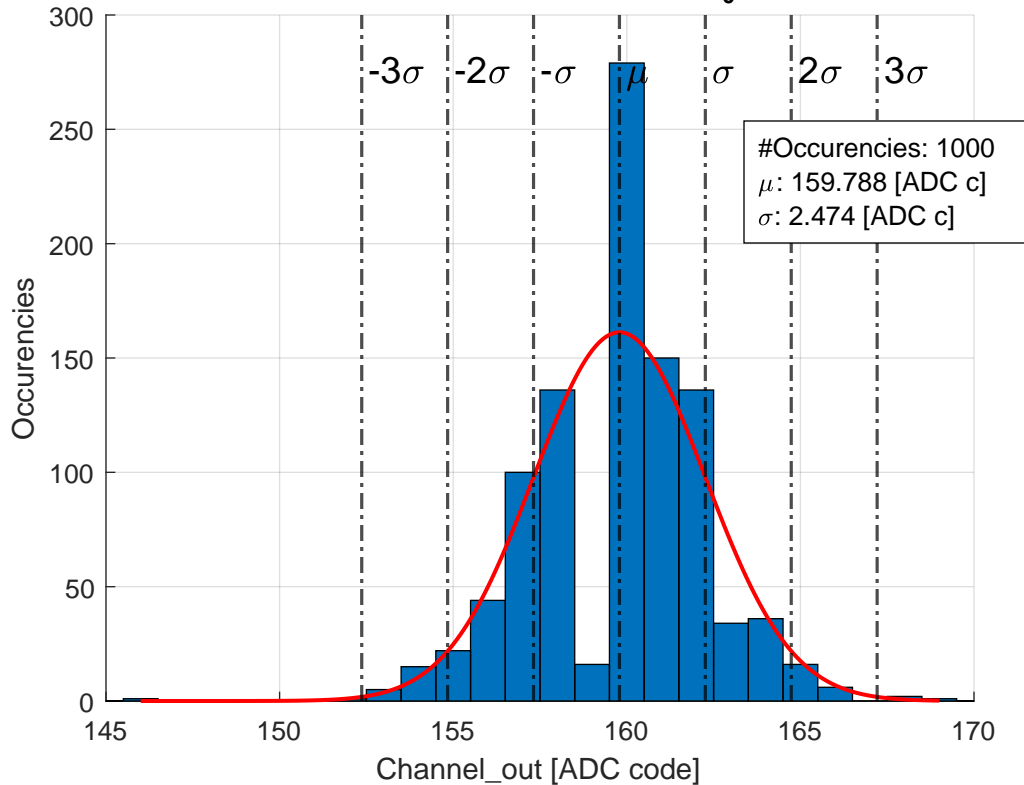 300
250
200
150
100
50
0
-3σ
-2σ
-σ
μ
σ
2σ
3σ
#Occurencies: 1000
μ: 159.788 [ADC c]
σ: 2.474 [ADC c]
Occurencies
145
150
155
160
165
170
Channel_out [ADC code]